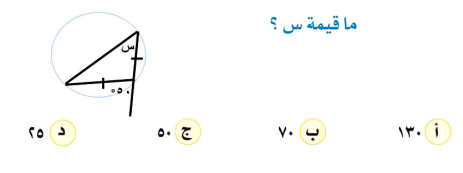 ما قيمة س ؟
س
٥٠°
أ ١٣٠
ب ٧٠
ج ٥٠
د ٢٥